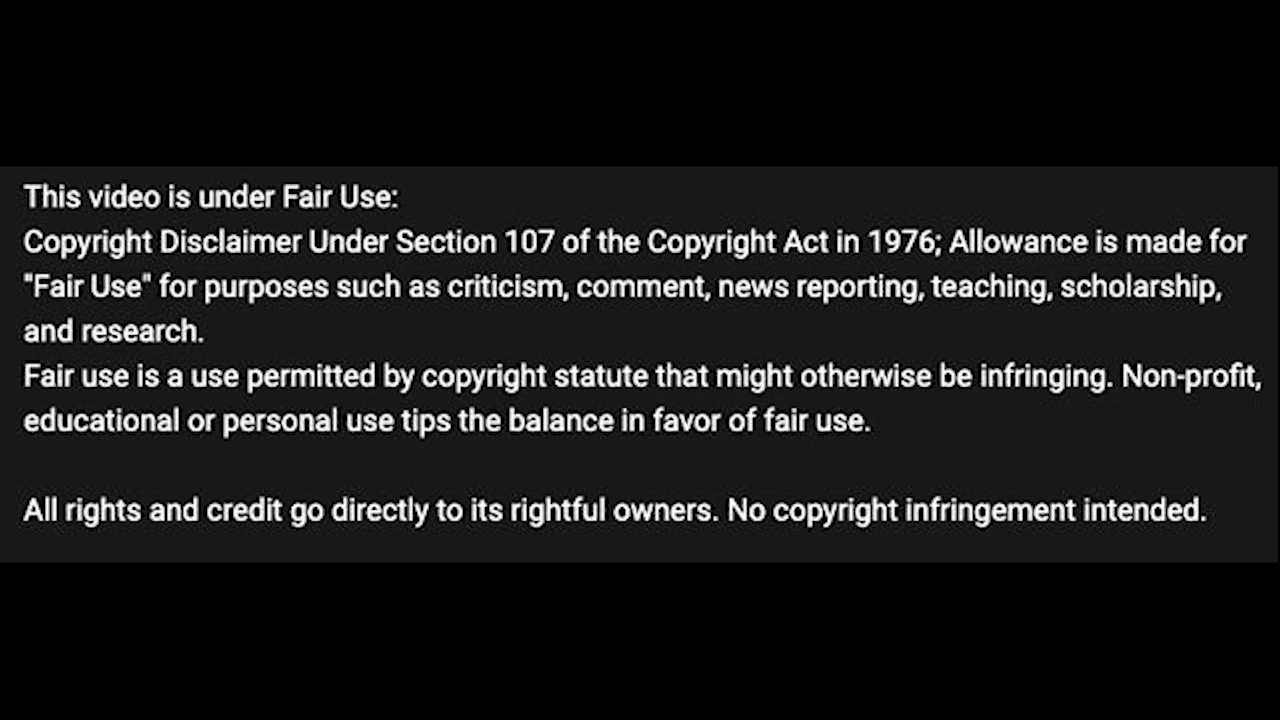 This video is under Fair Use:
Copyright Disclaimer Under Section 107 of the Copyright Act in 1976; Allowance is made for
"Fair Use" for purposes such as criticism, comment, news reporting, teaching, scholarship,
and research.
Fair use is a use permitted by copyright statute that might otherwise be infringing. Non-profit,
educational or personal use tips the balance in favor of fair use.
All rights and credit go directly to its rightful owners. No copyright infringement intended.